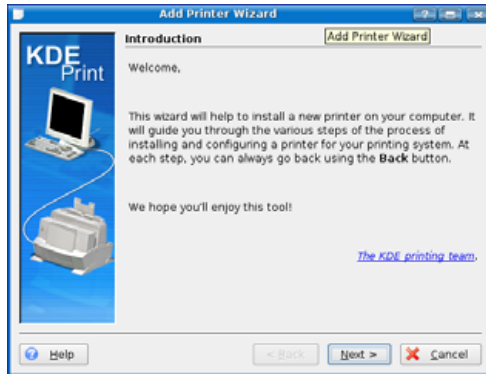 Add Printer Wizard
Introduction
Add Printer Wizard
KDE
Print
Welcome,
This wizard will help to install a new printer on your computer. It
will guide you through the various steps of the process of
installing and configuring a printer for your printing system. At
each step, you can always go back using the Back button.
We hope you'll enjoy this tool!
The KDE printing team.
Help
< Back
Next >
Cancel